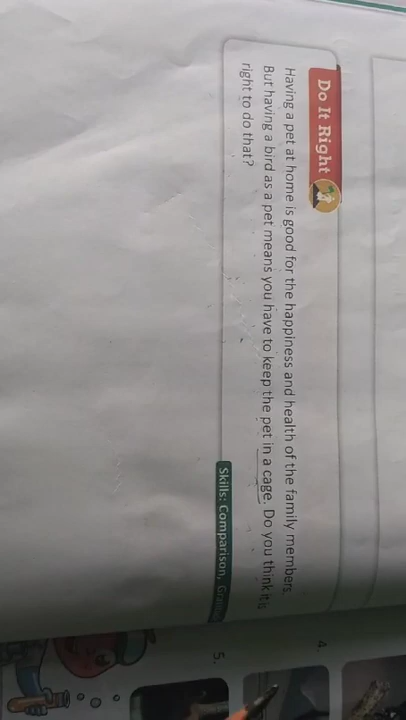 Do It Right
Having a pet at home is good for the happiness and health of the family members.
But having a bird as a pet means you have to keep the pet in a cage. Do you think it is
right to do that?
Skills: Comparison,
4.
5.